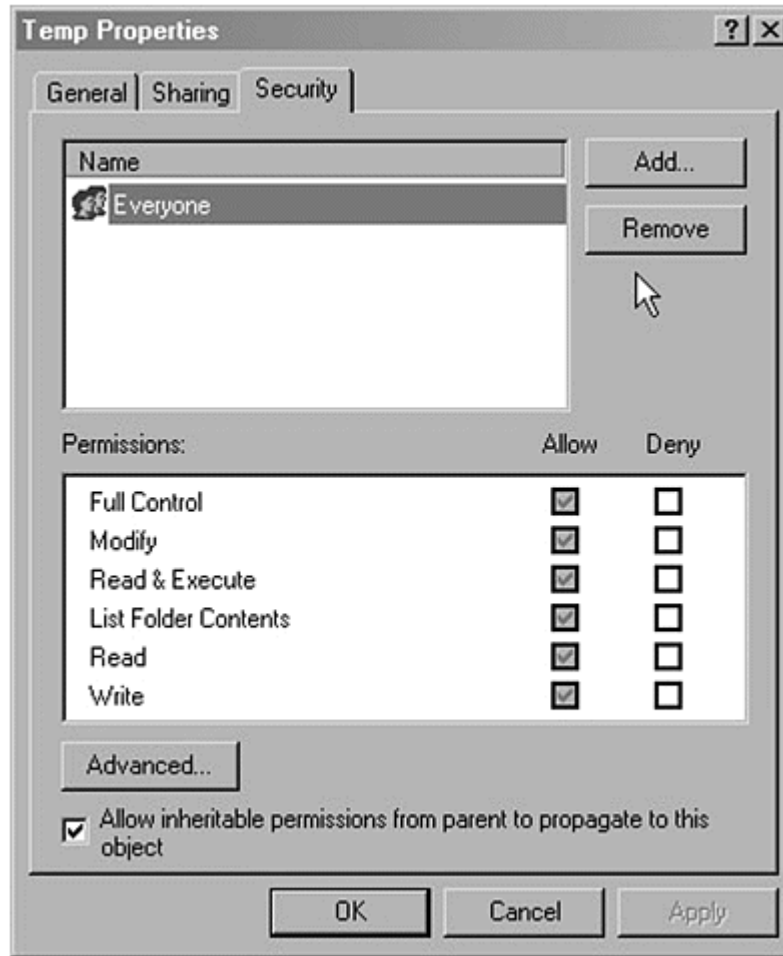 Temp Properties
General Sharing Security
Name
Add...
Everyone
Remove
Permissions: Allow Deny
Full Control
Modify
Read & Execute
List Folder Contents
Read
Write
Advanced...
Allow inheritable permissions from parent to propagate to this
object
OK Cancel Apply